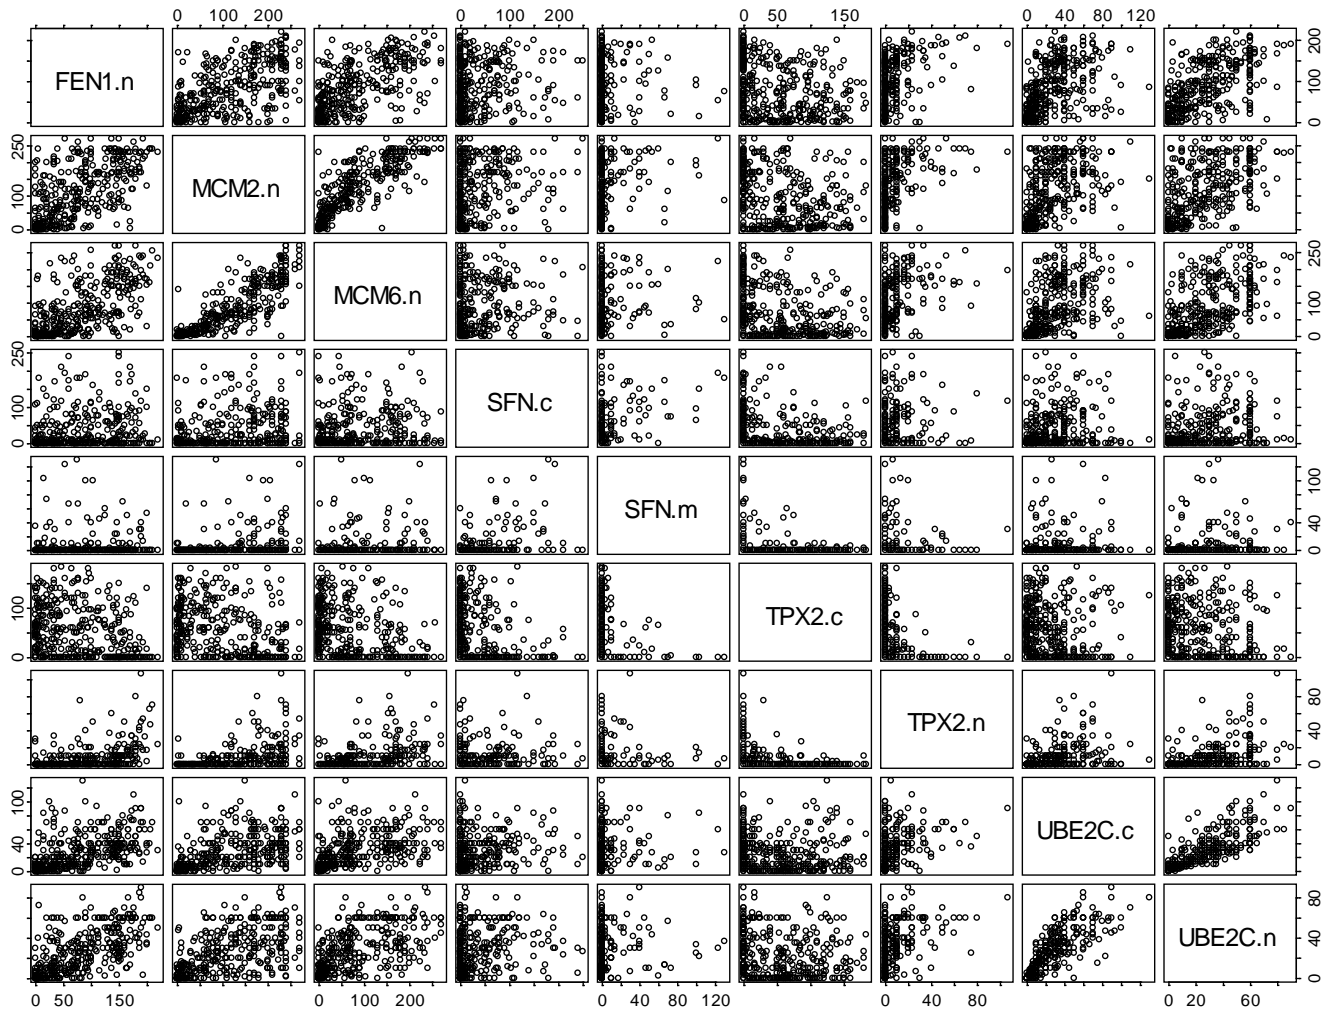 0 100 200 0 100 200 0 50 150 0 40 80 120
FEN1.n 0 100 200
0 100 250 MCM2.n
MCM6.n 0 100 250
0 100 250 SFN.c
SFN.m 0 40 100
0 100 TPX2.c
TPX2.n 0 40 80
0 40 100 UBE2C.c
UBE2C.n 0 40 80
0 50 150 0 100 200 0 40 80 120 0 40 80 0 20 60